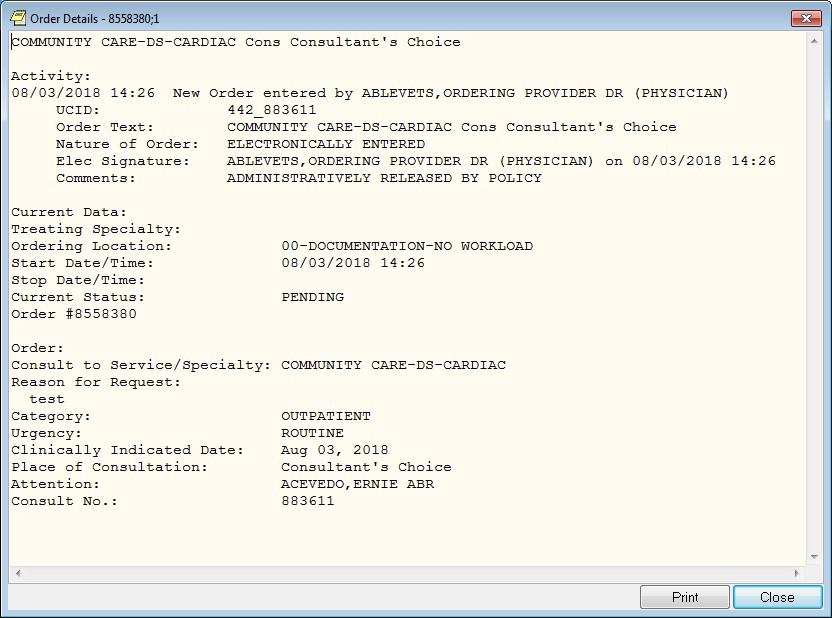 Order Details - 8558380;1
COMMUNITY CARE-DS-CARDIAC Cons Consultant's Choice
Activity:
08/03/2018 14:26  New Order entered by ABLEVETS,ORDERING PROVIDER DR (PHYSICIAN)
UCID: 442_883611
Order Text: COMMUNITY CARE-DS-CARDIAC Cons Consultant's Choice
Nature of Order: ELECTRONICALLY ENTERED
Elec Signature: ABLEVETS,ORDERING PROVIDER DR (PHYSICIAN) on 08/03/2018 14:26
Comments: ADMINISTRATIVELY RELEASED BY POLICY
Current Data:
Treating Specialty:
Ordering Location: 00-DOCUMENTATION-NO WORKLOAD
Start Date/Time: 08/03/2018 14:26
Stop Date/Time:
Current Status: PENDING
Order #8558380
Order:
Consult to Service/Specialty: COMMUNITY CARE-DS-CARDIAC
Reason for Request:
test
Category: OUTPATIENT
Urgency: ROUTINE
Clinically Indicated Date: Aug 03, 2018
Place of Consultation: Consultant's Choice
Attention: ACEVEDO,ERNIE ABR
Consult No.: 883611
Print Close